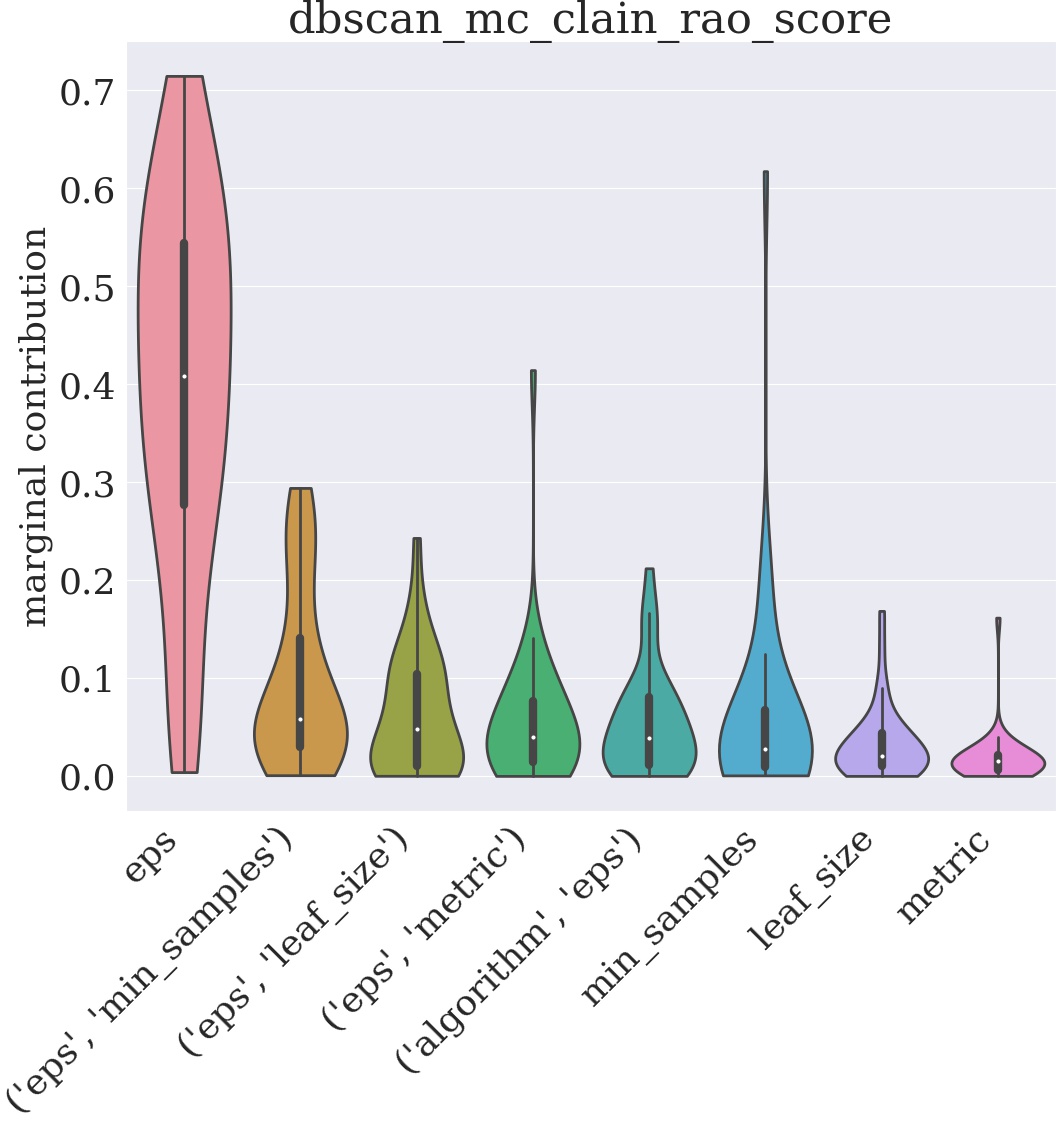 dbscan_mc_clain_rao_score
marginal contribution
0.7
0.6
0.5
0.4
0.3
0.2
0.1
0.0
eps
('eps', 'min_samples')
('eps', 'leaf_size')
('eps', 'metric')
('algorithm', 'eps')
min_samples
leaf_size
metric